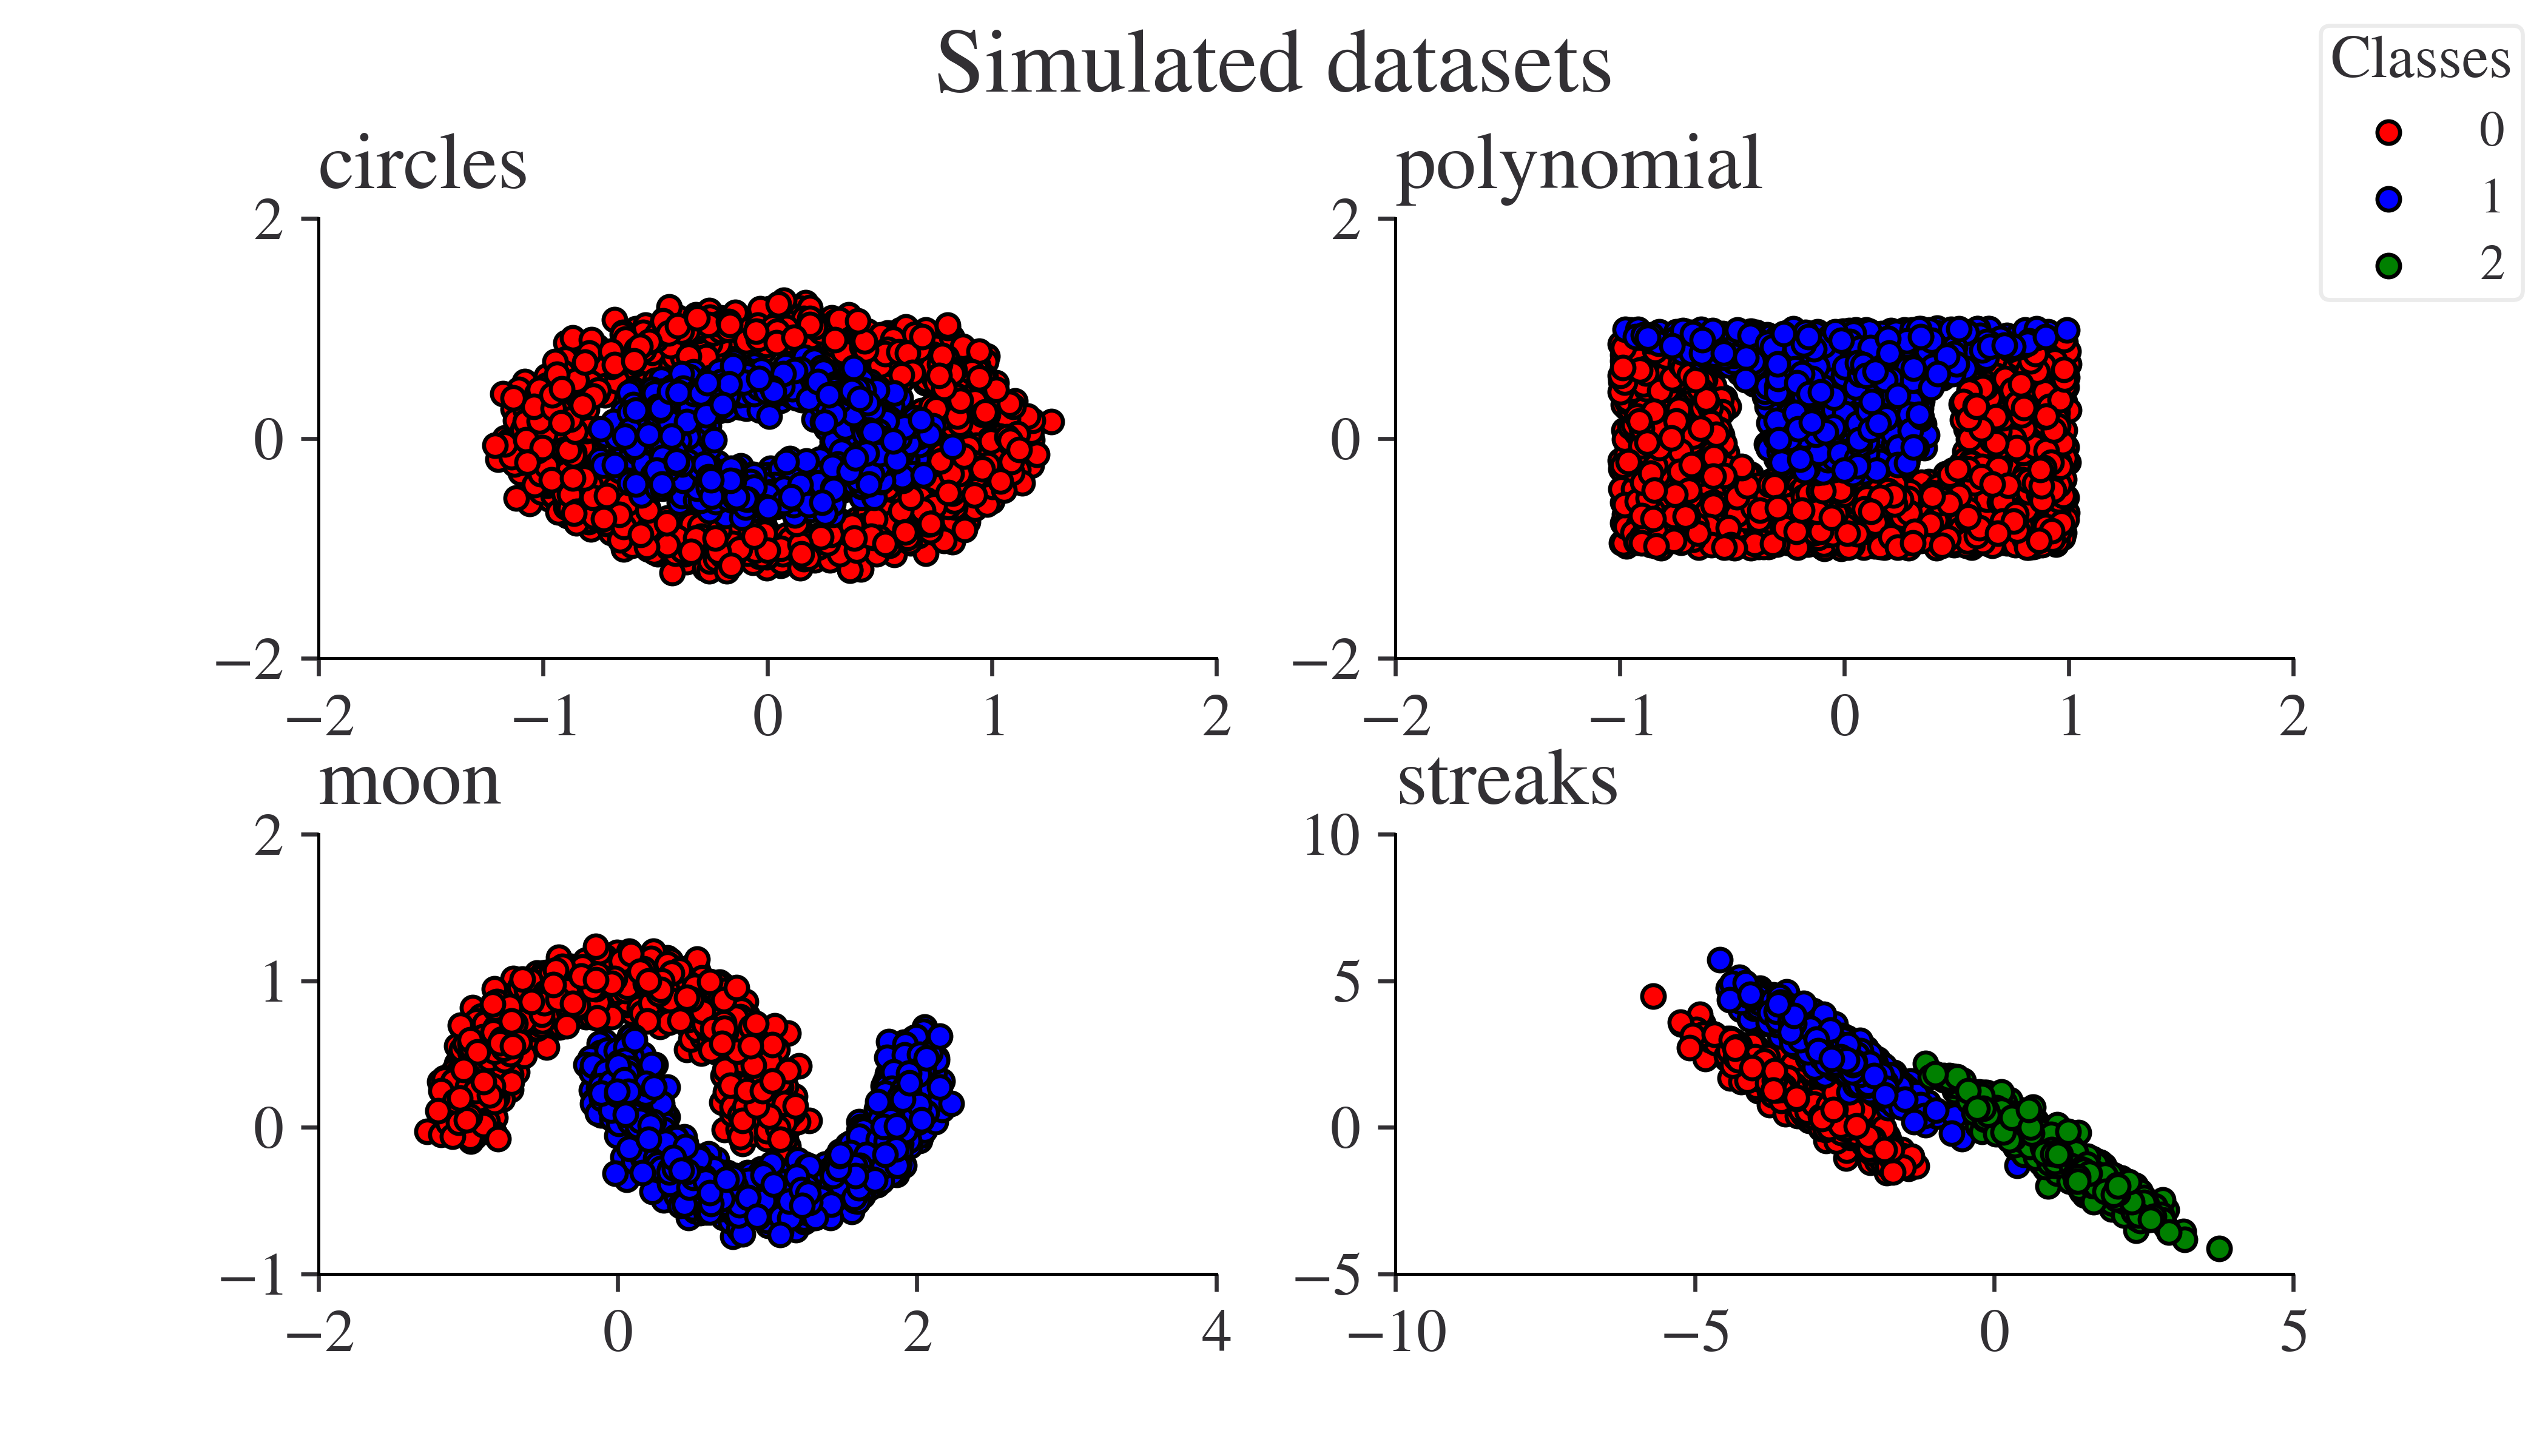 Simulated datasets
Classes
0
1
2
circles
2
0
−2
−2 −1 0 1 2
polynomial
2
0
−2
−2 −1 0 1 2
moon
2
1
0
−1
−2 0 2 4
streaks
10
5
0
−5
−10 −5 0 5